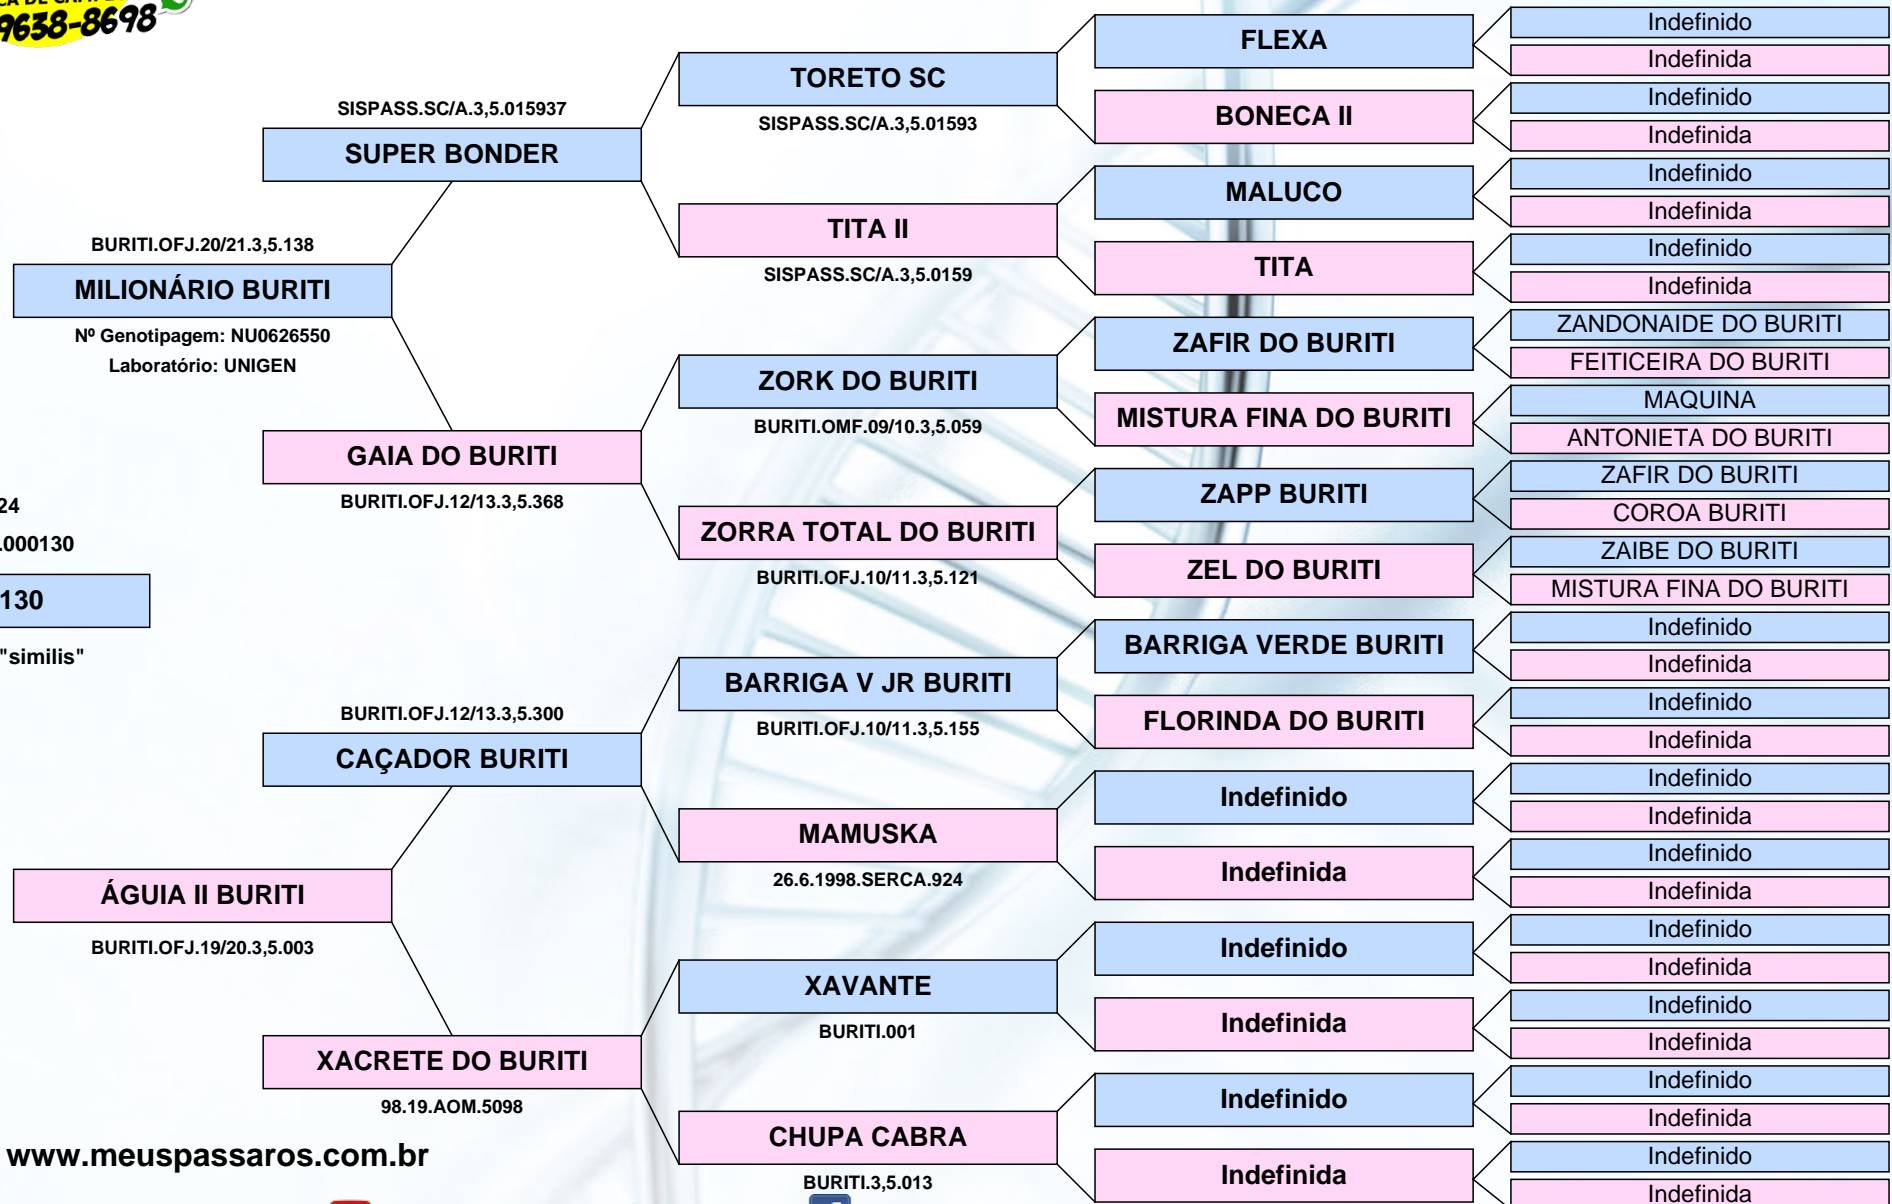 9638-8698
24
.000130
130
"similis"
BURITI.OFJ.20/21.3,5.138
MILIONÁRIO BURITI
Nº Genotipagem: NU0626550
Laboratório: UNIGEN
ÁGUIA II BURITI
BURITI.OFJ.19/20.3,5.003
SISPASS.SC/A.3,5.015937
SUPER BONDER
GAIA DO BURITI
BURITI.OFJ.12/13.3,5.368
BURITI.OFJ.12/13.3,5.300
CAÇADOR BURITI
XACRETE DO BURITI
98.19.AOM.5098
TORETO SC
SISPASS.SC/A.3,5.01593
TITA II
SISPASS.SC/A.3,5.0159
ZORK DO BURITI
BURITI.OMF.09/10.3,5.059
ZORRA TOTAL DO BURITI
BURITI.OFJ.10/11.3,5.121
BARRIGA V JR BURITI
BURITI.OFJ.10/11.3,5.155
MAMUSKA
26.6.1998.SERCA.924
XAVANTE
BURITI.001
CHUPA CABRA
BURITI.3,5.013
FLEXA
BONECA II
MALUCO
TITA
ZAFIR DO BURITI
MISTURA FINA DO BURITI
ZAPP BURITI
ZEL DO BURITI
BARRIGA VERDE BURITI
FLORINDA DO BURITI
Indefinido
Indefinida
Indefinido
Indefinida
Indefinido
Indefinida
Indefinido
Indefinida
Indefinido
Indefinida
Indefinido
Indefinida
Indefinido
Indefinida
ZANDONAIDE DO BURITI
FEITICEIRA DO BURITI
MAQUINA
ANTONIETA DO BURITI
ZAFIR DO BURITI
COROA BURITI
ZAIBE DO BURITI
MISTURA FINA DO BURITI
Indefinido
Indefinida
Indefinido
Indefinida
Indefinido
Indefinida
Indefinido
Indefinida
Indefinido
Indefinida
Indefinido
Indefinida
Indefinido
Indefinida
Indefinido
Indefinida
www.meuspassaros.com.br